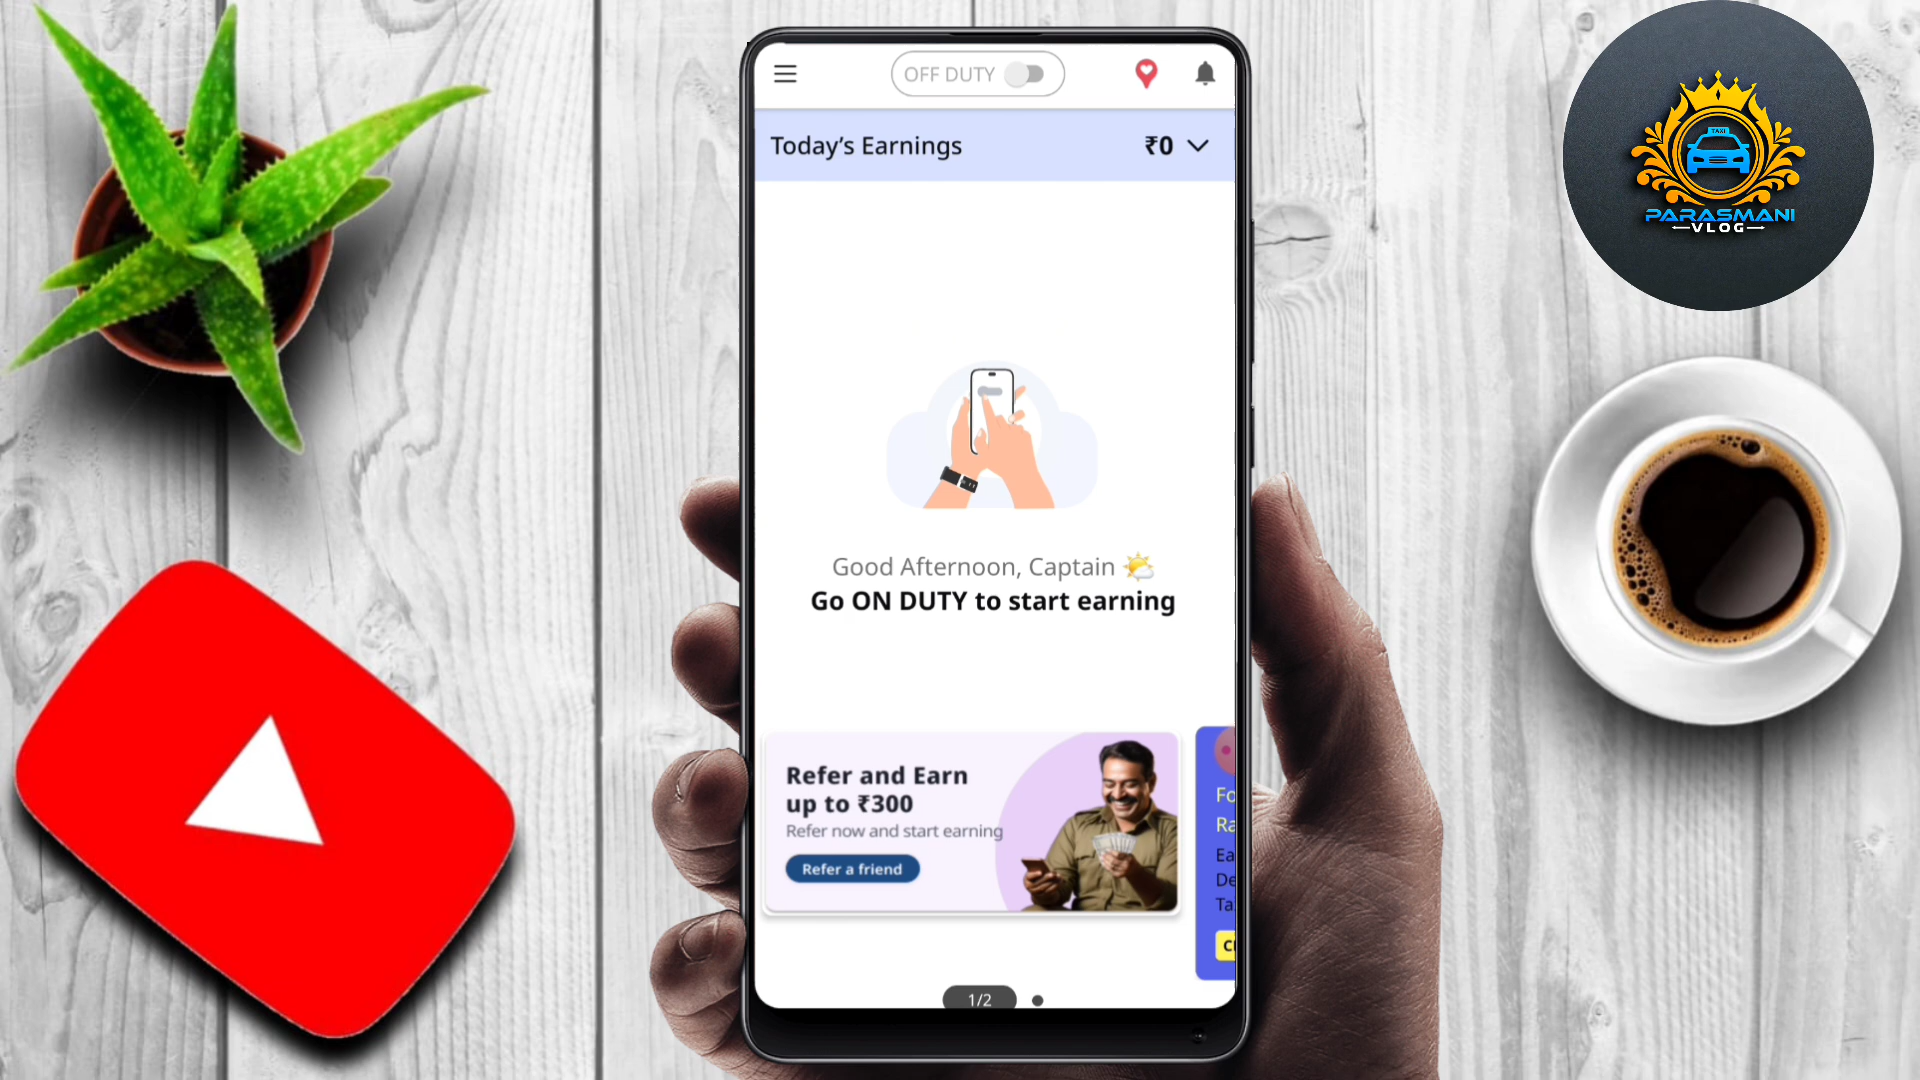 OFF DUTY
Today’s Earnings
₹0
Good Afternoon, Captain
Go ON DUTY to start earning
Refer and Earn
up to ₹300
Refer now and start earning
Refer a friend
1/2
TAXI
PARASMANI
VLOG